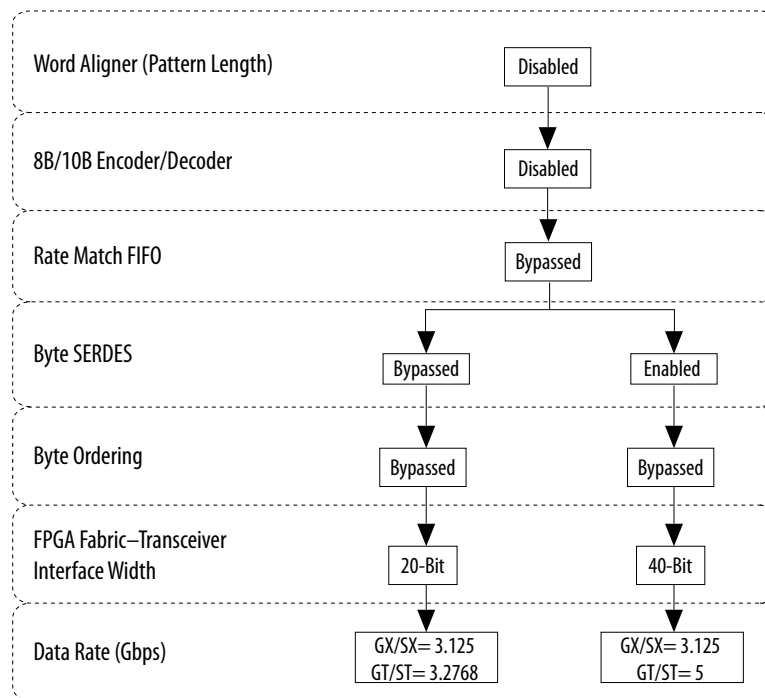 Word Aligner (Pattern Length)
Disabled
8B/10B Encoder/Decoder
Disabled
Rate Match FIFO
Bypassed
Byte SERDES
Bypassed
Enabled
Byte Ordering
Bypassed
Bypassed
FPGA Fabric–Transceiver
Interface Width
20-Bit
40-Bit
Data Rate (Gbps)
GX/SX= 3.125
GT/ST= 3.2768
GX/SX= 3.125
GT/ST= 5